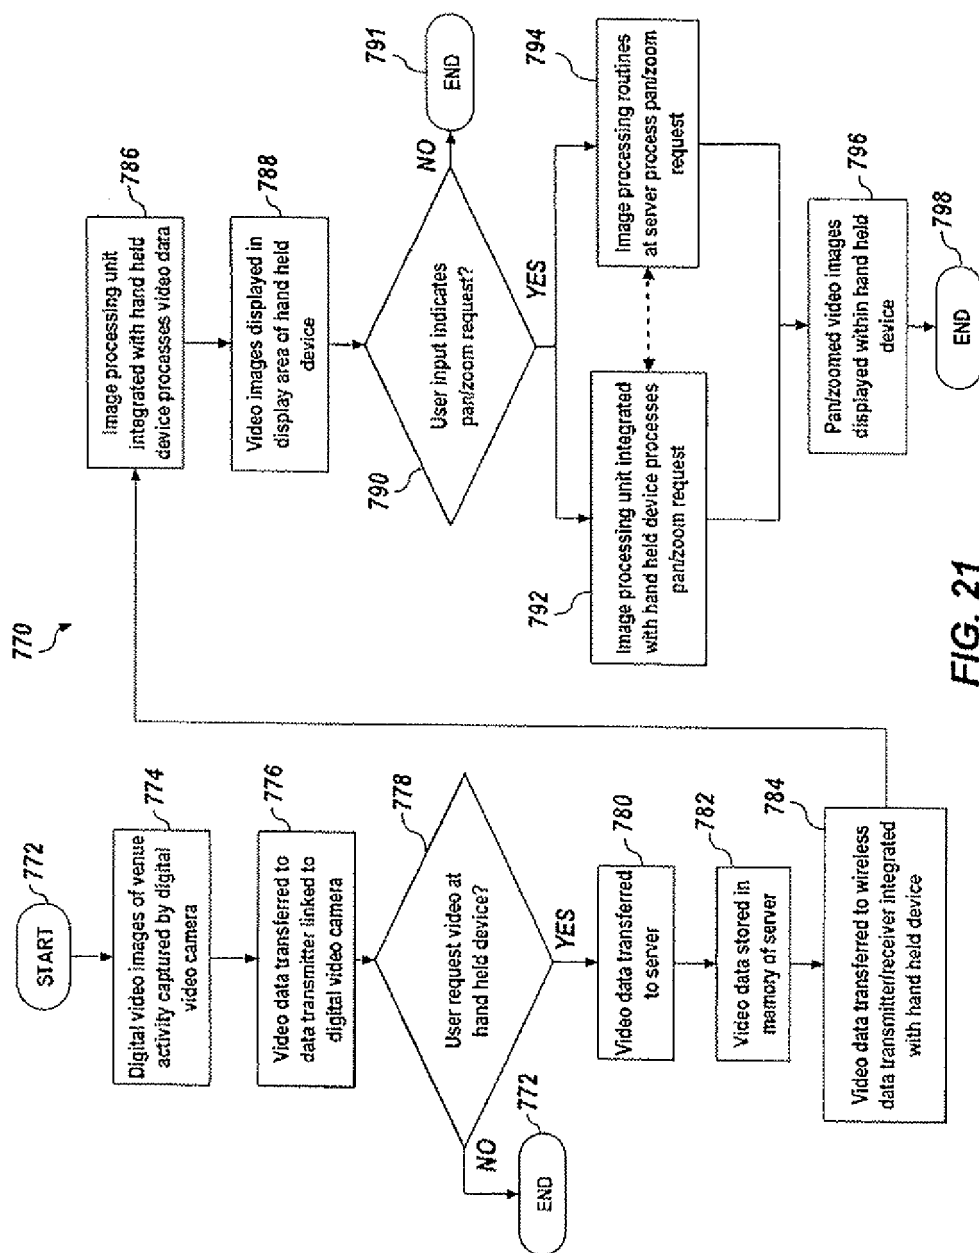 770
START
772
Digital video images of venue
activity captured by digital
video camera
774
Video data transferred to
data transmitter linked to
digital video camera
776
User request video at
hand held device?
778
NO
END
772
YES
Video data transferred
to server
780
Video data stored in
memory of server
782
Video data transferred to wireless
data transmitter/receiver integrated
with hand held device
784
Image processing unit
integrated with hand held
device processes video data
786
Video images displayed in
display area of hand held
device
788
User input indicates
pan/zoom request?
790
NO
791
END
YES
Image processing unit integrated
with hand held device processes
pan/zoom request
792
Image processing routines
at server process pan/zoom
request
794
Pan/zoomed video images
displayed within hand held
device
796
END
798
FIG. 21